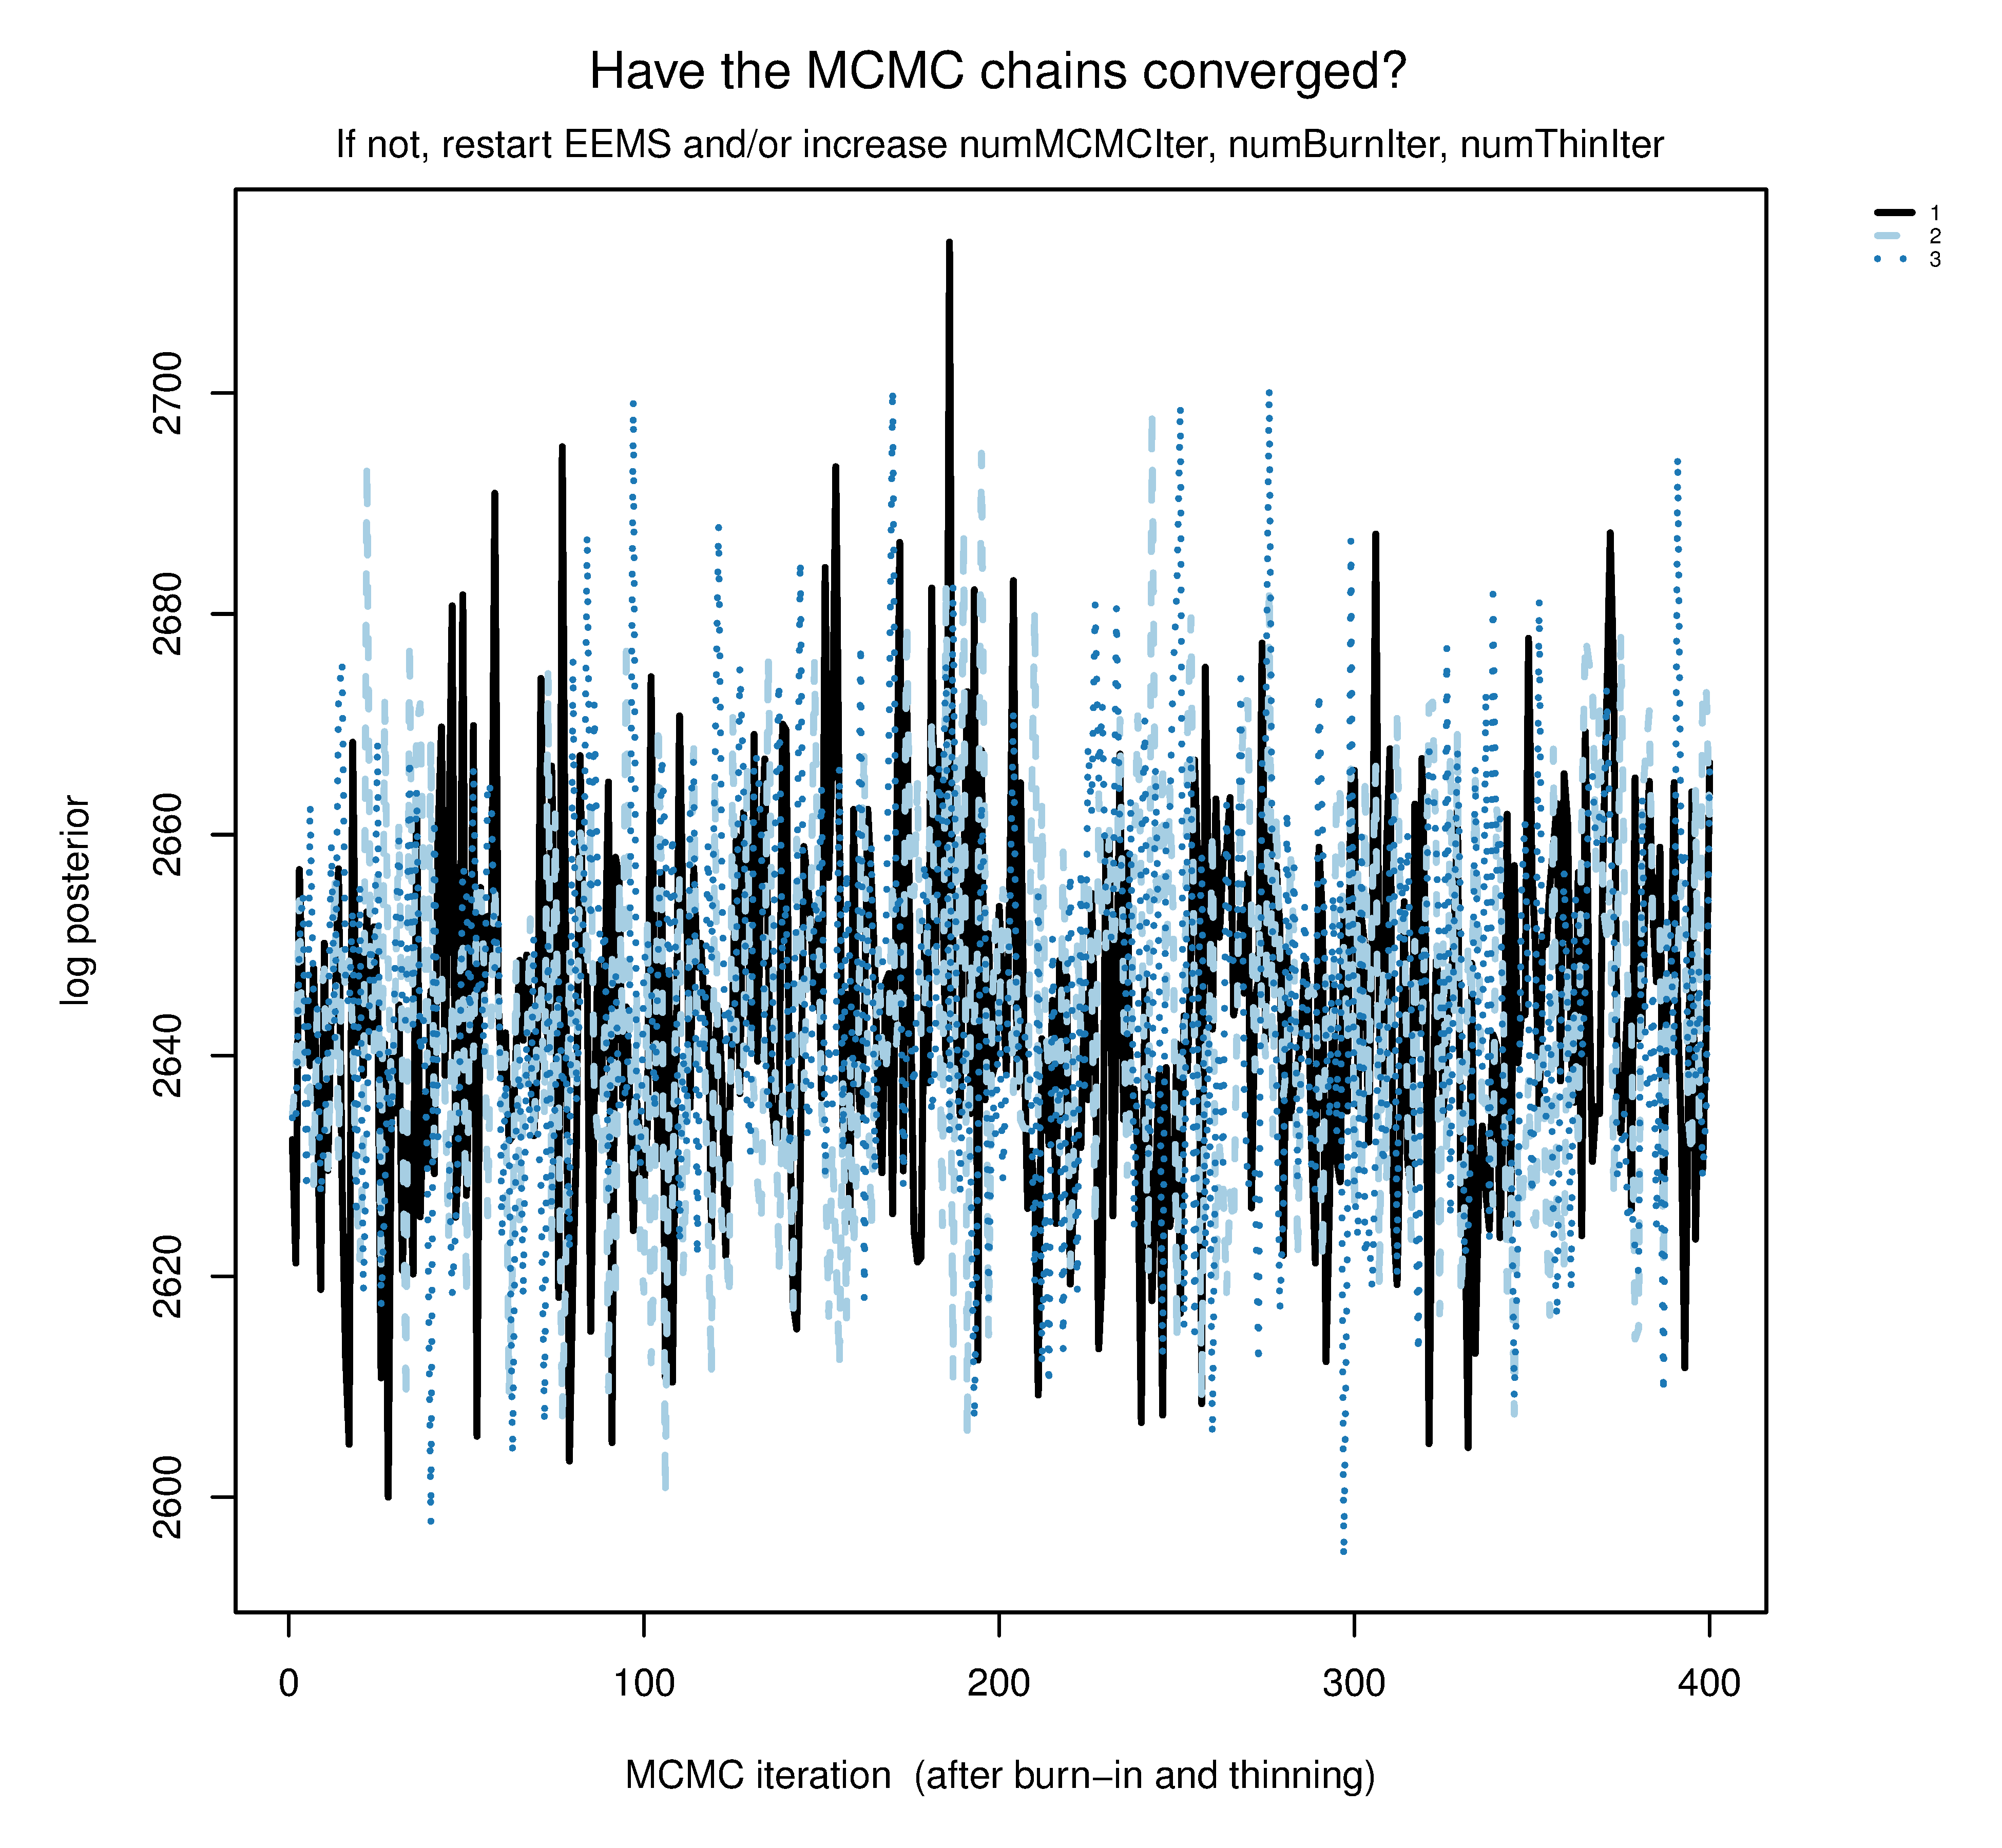 Have the MCMC chains converged?
If not, restart EEMS and/or increase numMCMCIter, numBurnIter, numThinIter
1
2
3
log posterior
2700
2680
2660
2640
2620
2600
0 100 200 300 400
MCMC iteration (after burn−in and thinning)